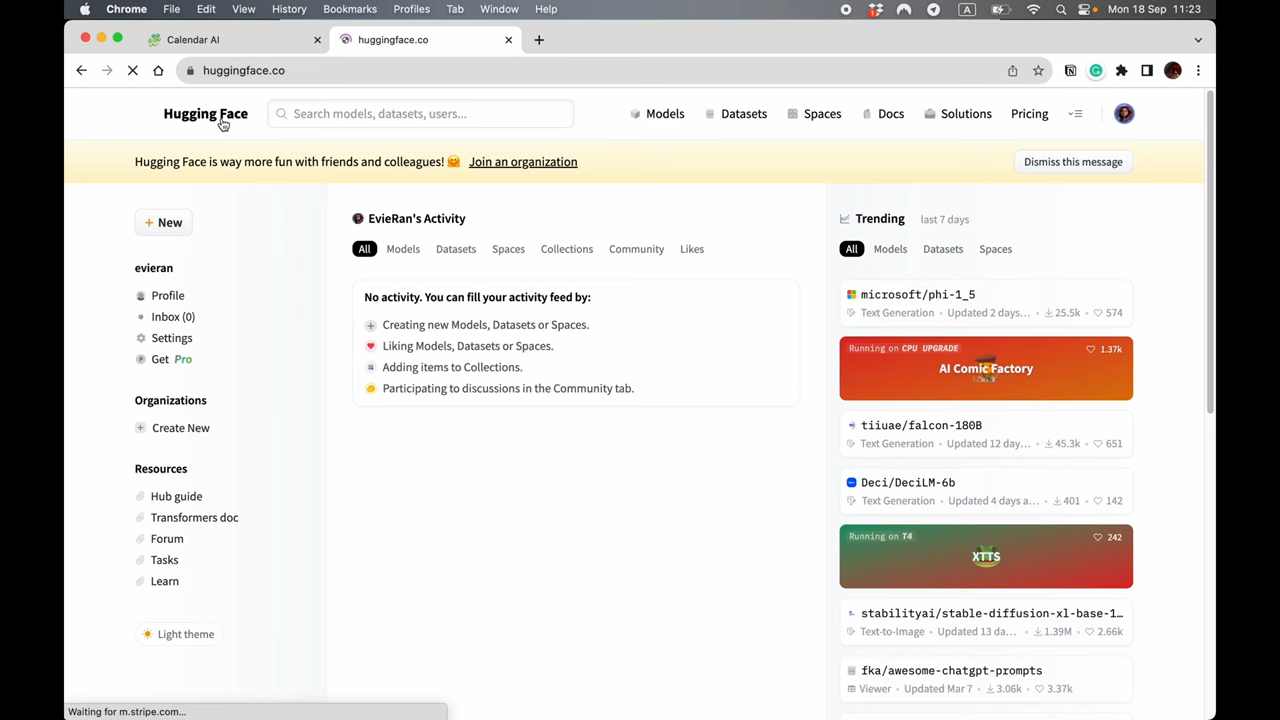 Chrome File Edit View History Bookmarks Profiles Tab Window Help A Mon 18 Sep 11:23
Calendar AI huggingface.co
huggingface.co
Hugging Face Search models, datasets, users... Models Datasets Spaces Docs Solutions Pricing
Hugging Face is way more fun with friends and colleagues! 🤗 Join an organization Dismiss this message
+ New
evieran
Profile
Inbox (0)
Settings
Get Pro
Organizations
Create New
Resources
Hub guide
Transformers doc
Forum
Tasks
Learn
Light theme
EvieRan's Activity
All Models Datasets Spaces Collections Community Likes
No activity. You can fill your activity feed by:
Creating new Models, Datasets or Spaces.
Liking Models, Datasets or Spaces.
Adding items to Collections.
Participating to discussions in the Community tab.
Trending last 7 days
All Models Datasets Spaces
microsoft/phi-1_5
Text Generation • Updated 2 days... • 25.5k • 574
Running on CPU UPGRADE 1.37k
AI Comic Factory
tiiuae/falcon-180B
Text Generation • Updated 12 day... • 45.3k • 651
Deci/DeciLM-6b
Text Generation • Updated 4 days a... • 401 • 142
Running on T4 242
XTTS
stabilityai/stable-diffusion-xl-base-1...
Text-to-Image • Updated 13 da... • 1.39M • 2.66k
fka/awesome-chatgpt-prompts
Viewer • Updated Mar 7 • 3.06k • 3.37k
Waiting for m.stripe.com...